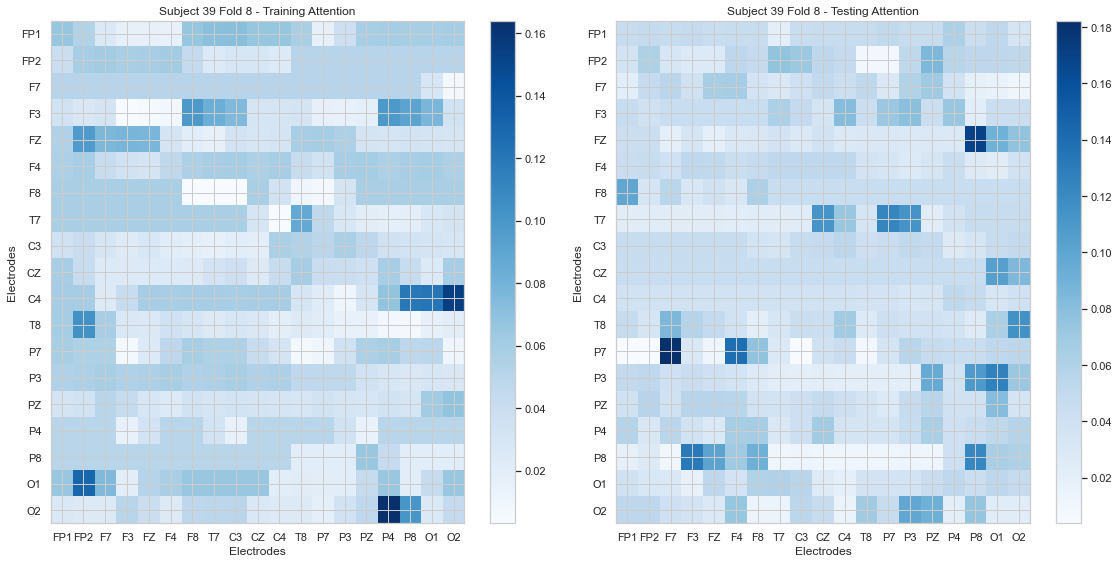 Subject 39 Fold 8 - Training Attention
FP1
FP2
F7
F3
FZ
F4
F8
T7
C3
CZ
C4
T8
P7
P3
PZ
P4
P8
O1
O2
Electrodes
FP1 FP2 F7 F3 FZ F4 F8 T7 C3 CZ C4 T8 P7 P3 PZ P4 P8 O1 O2
Electrodes
0.16
0.14
0.12
0.10
0.08
0.06
0.04
0.02
Subject 39 Fold 8 - Testing Attention
FP1
FP2
F7
F3
FZ
F4
F8
T7
C3
CZ
C4
T8
P7
P3
PZ
P4
P8
O1
O2
Electrodes
FP1 FP2 F7 F3 FZ F4 F8 T7 C3 CZ C4 T8 P7 P3 PZ P4 P8 O1 O2
Electrodes
0.18
0.16
0.14
0.12
0.10
0.08
0.06
0.04
0.02